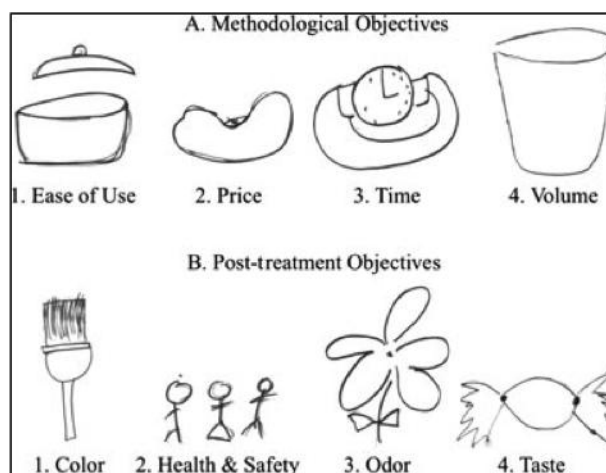 A. Methodological Objectives
1. Ease of Use 2. Price 3. Time 4. Volume
B. Post-treatment Objectives
1. Color 2. Health & Safety 3. Odor 4. Taste